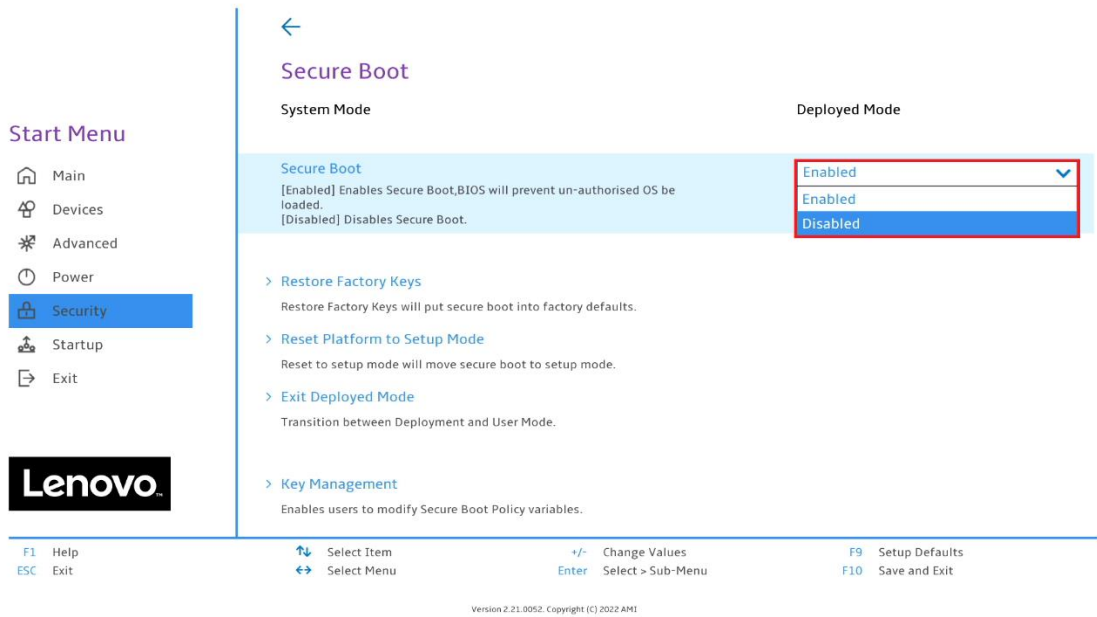 Secure Boot
System Mode
Deployed Mode
Start Menu
Main
Devices
Advanced
Power
Security
Startup
Exit
Lenovo™
Secure Boot
[Enabled] Enables Secure Boot,BIOS will prevent un-authorised OS be
loaded.
[Disabled] Disables Secure Boot.
Enabled
Enabled
Disabled
> Restore Factory Keys
Restore Factory Keys will put secure boot into factory defaults.
> Reset Platform to Setup Mode
Reset to setup mode will move secure boot to setup mode.
> Exit Deployed Mode
Transition between Deployment and User Mode.
> Key Management
Enables users to modify Secure Boot Policy variables.
F1 Help
ESC Exit
↑↓ Select Item
←→ Select Menu
+/- Change Values
Enter Select > Sub-Menu
F9 Setup Defaults
F10 Save and Exit
Version 2.21.0052. Copyright (C) 2022 AMI